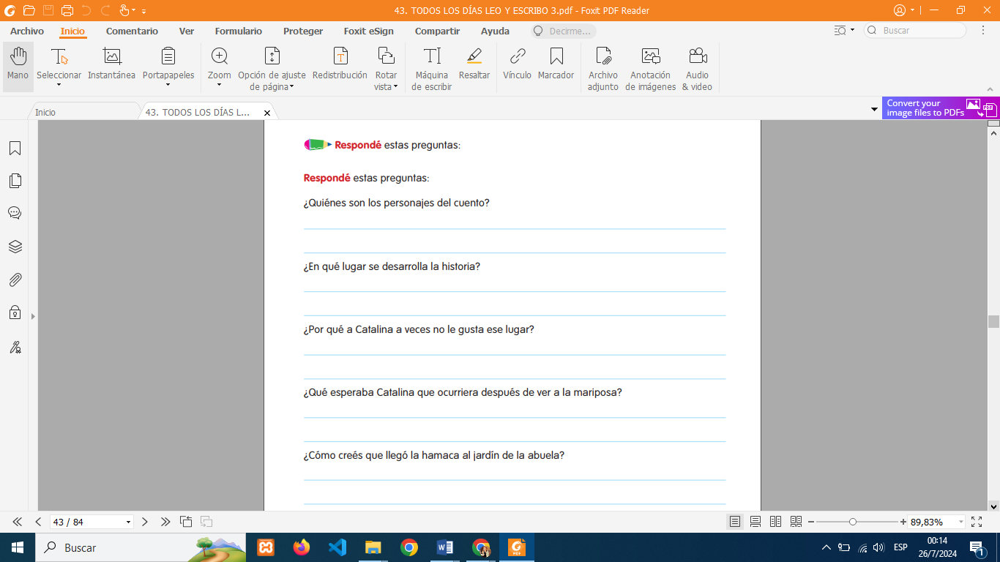 43. TODOS LOS DÍAS LEO Y ESCRIBO 3.pdf - Foxit PDF Reader
Archivo Inicio Comentario Ver Formulario Proteger Foxit eSign Compartir Ayuda Decirme... Buscar
Mano Seleccionar Instantánea Portapapeles Zoom Opción de ajuste de página Redistribución Rotar vista Máquina de escribir Resaltar Vínculo Marcador Archivo adjunto Anotación de imágenes Audio & video
Inicio 43. TODOS LOS DÍAS L... Convert your
image files to PDFs
PDF
Respondé estas preguntas:
Respondé estas preguntas:
¿Quiénes son los personajes del cuento?
¿En qué lugar se desarrolla la historia?
¿Por qué a Catalina a veces no le gusta ese lugar?
¿Qué esperaba Catalina que ocurriera después de ver a la mariposa?
¿Cómo creés que llegó la hamaca al jardín de la abuela?
43 / 84 89,83%
Buscar PDF ESP 00:14
26/7/2024 1